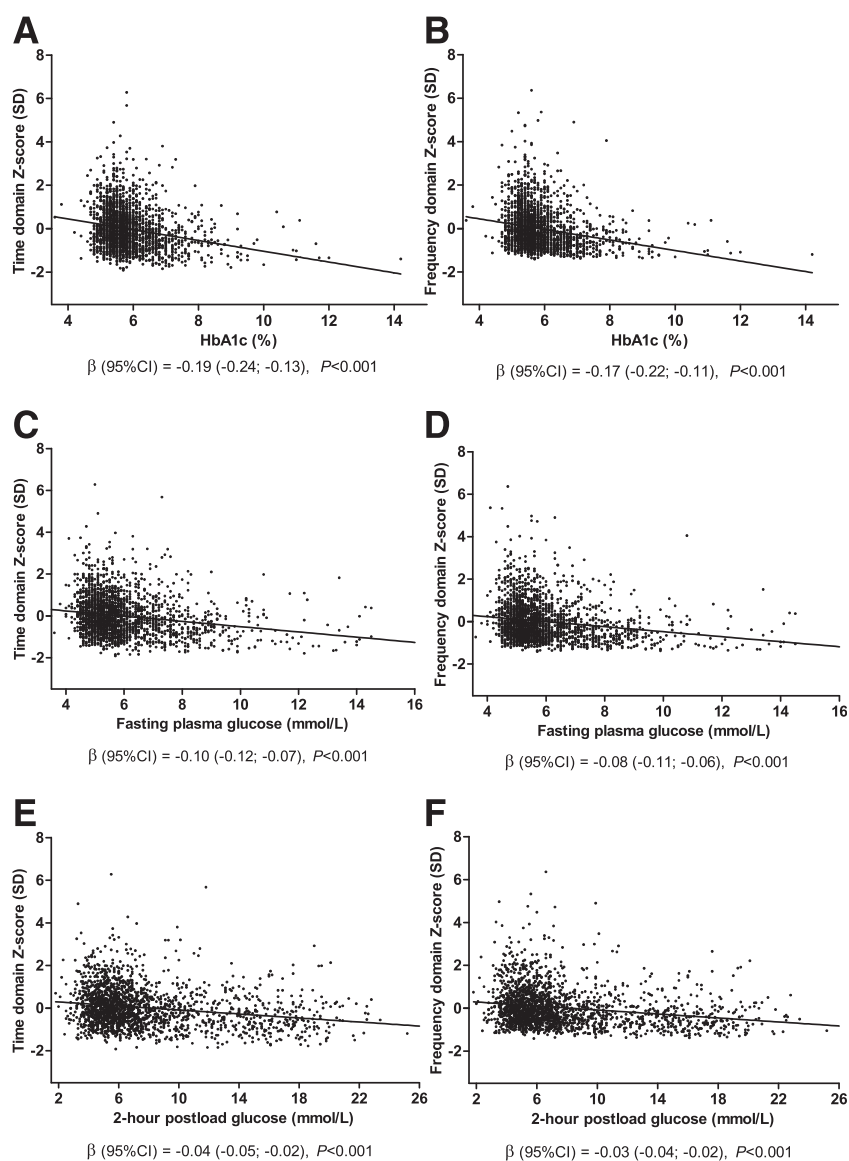 A
B
8
6
4
2
0
-2
Time domain Z-score (SD)
4 6 8 10 12 14
HbA1c (%)
β (95%CI) = -0.19 (-0.24; -0.13), P<0.001
8
6
4
2
0
-2
Frequency domain Z-score (SD)
4 6 8 10 12 14
HbA1c (%)
β (95%CI) = -0.17 (-0.22; -0.11), P<0.001
C
D
8
6
4
2
0
-2
Time domain Z-score (SD)
4 6 8 10 12 14 16
Fasting plasma glucose (mmol/L)
β (95%CI) = -0.10 (-0.12; -0.07), P<0.001
8
6
4
2
0
-2
Frequency domain Z-score (SD)
4 6 8 10 12 14 16
Fasting plasma glucose (mmol/L)
β (95%CI) = -0.08 (-0.11; -0.06), P<0.001
E
F
8
6
4
2
0
-2
Time domain Z-score (SD)
2 6 10 14 18 22 26
2-hour postload glucose (mmol/L)
β (95%CI) = -0.04 (-0.05; -0.02), P<0.001
8
6
4
2
0
-2
Frequency domain Z-score (SD)
2 6 10 14 18 22 26
2-hour postload glucose (mmol/L)
β (95%CI) = -0.03 (-0.04; -0.02), P<0.001